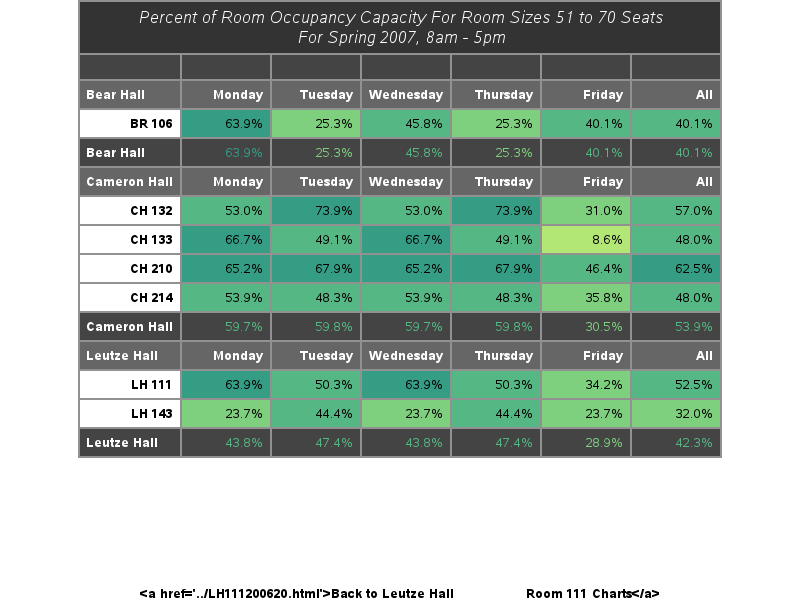 Percent of Room Occupancy Capacity For Room Sizes 51 to 70 Seats
For Spring 2007, 8am - 5pm
Bear Hall Monday Tuesday Wednesday Thursday Friday All
BR 106 63.9% 25.3% 45.8% 25.3% 40.1% 40.1%
Bear Hall 63.9% 25.3% 45.8% 25.3% 40.1% 40.1%
Cameron Hall Monday Tuesday Wednesday Thursday Friday All
CH 132 53.0% 73.9% 53.0% 73.9% 31.0% 57.0%
CH 133 66.7% 49.1% 66.7% 49.1% 8.6% 48.0%
CH 210 65.2% 67.9% 65.2% 67.9% 46.4% 62.5%
CH 214 53.9% 48.3% 53.9% 48.3% 35.8% 48.0%
Cameron Hall 59.7% 59.8% 59.7% 59.8% 30.5% 53.9%
Leutze Hall Monday Tuesday Wednesday Thursday Friday All
LH 111 63.9% 50.3% 63.9% 50.3% 34.2% 52.5%
LH 143 23.7% 44.4% 23.7% 44.4% 23.7% 32.0%
Leutze Hall 43.8% 47.4% 43.8% 47.4% 28.9% 42.3%
<a href='../LH111200620.html'>Back to Leutze Hall Room 111 Charts</a>